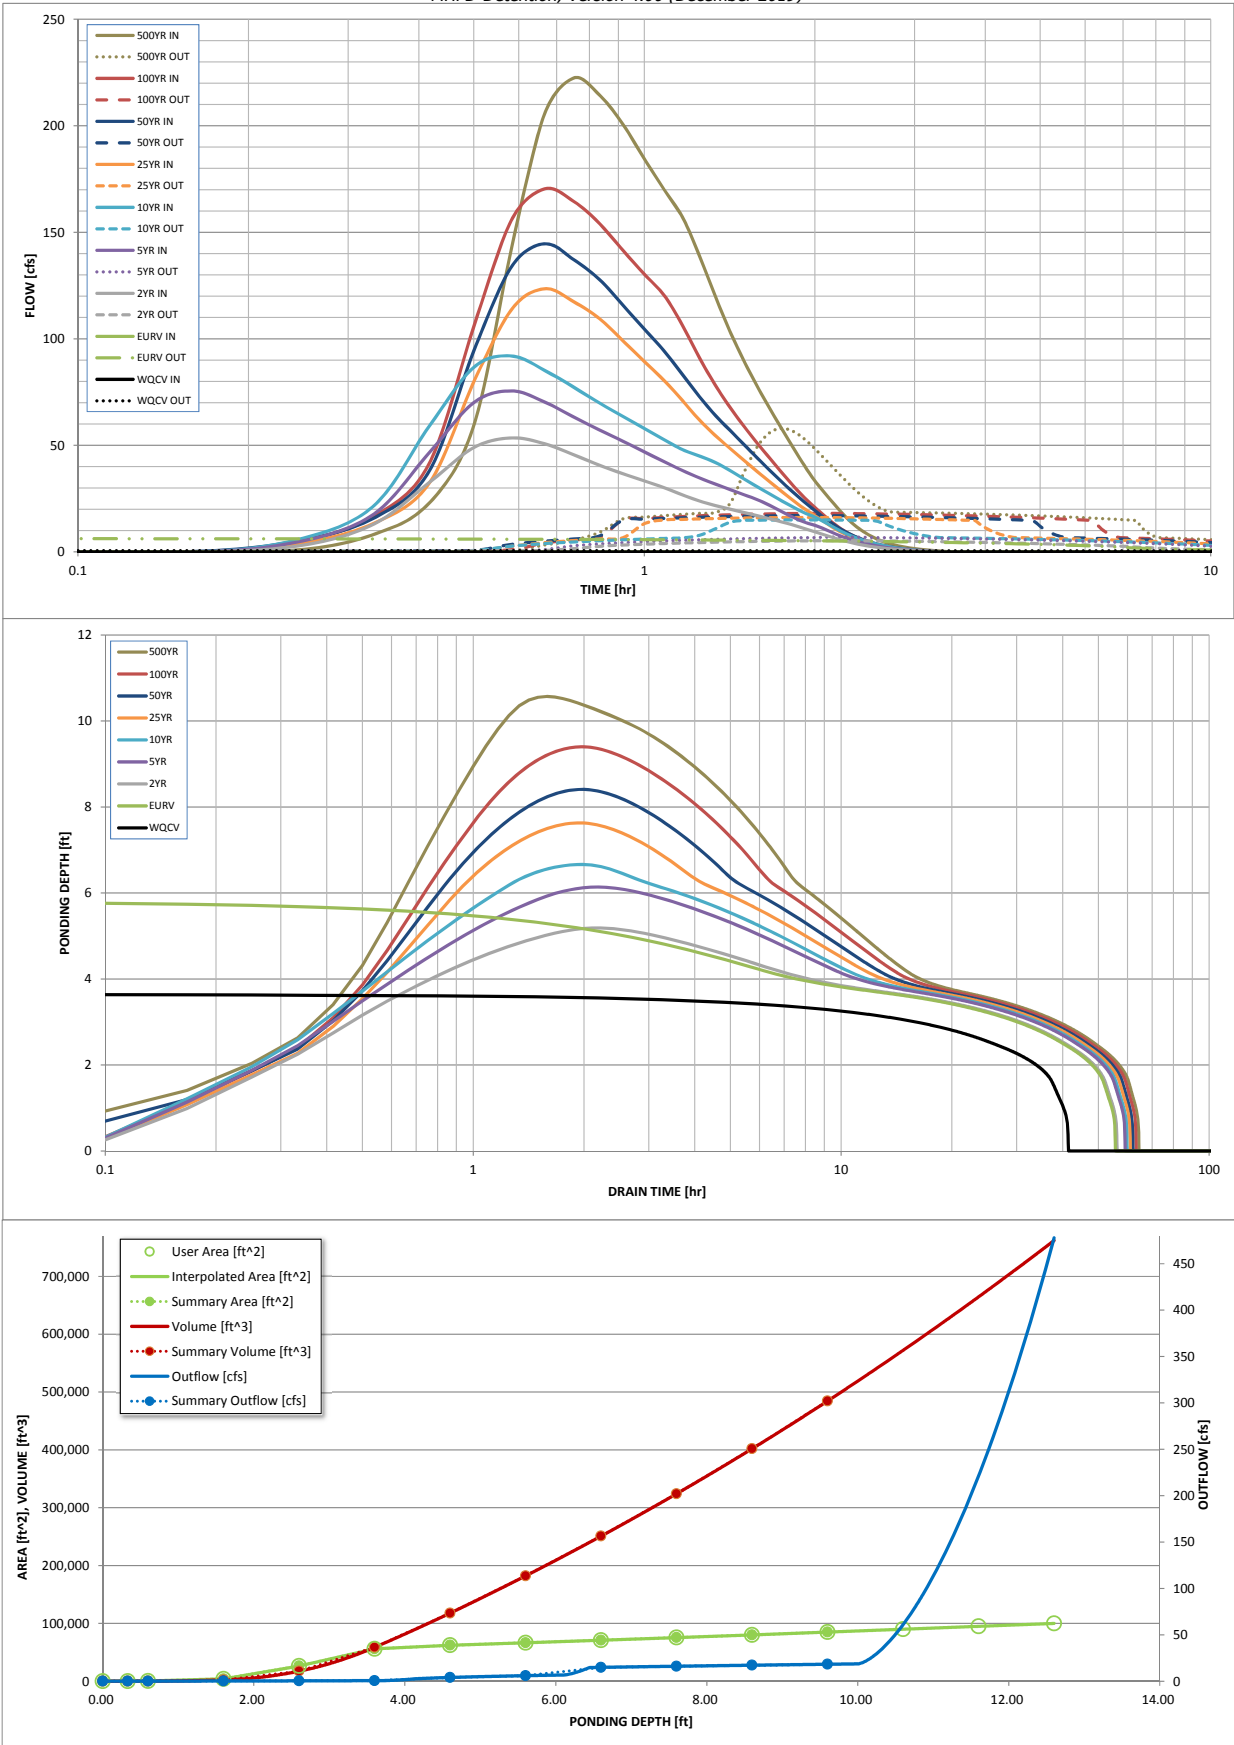 MHFD-Detention, Version 4.00 (December 2019)
250
200
150
100
50
0
FLOW [cfs]
500YR IN
500YR OUT
100YR IN
100YR OUT
50YR IN
50YR OUT
25YR IN
25YR OUT
10YR IN
10YR OUT
5YR IN
5YR OUT
2YR IN
2YR OUT
EURV IN
EURV OUT
WQCV IN
WQCV OUT
0.1
1
10
TIME [hr]
12
10
8
6
4
2
0
PONDING DEPTH [ft]
500YR
100YR
50YR
25YR
10YR
5YR
2YR
EURV
WQCV
0.1
1
10
100
DRAIN TIME [hr]
User Area [ft^2]
Interpolated Area [ft^2]
Summary Area [ft^2]
Volume [ft^3]
Summary Volume [ft^3]
Outflow [cfs]
Summary Outflow [cfs]
700,000
600,000
500,000
400,000
300,000
200,000
100,000
0
AREA [ft^2], VOLUME [ft^3]
450
400
350
300
250
200
150
100
50
0
OUTFLOW [cfs]
0.00
2.00
4.00
6.00
8.00
10.00
12.00
14.00
PONDING DEPTH [ft]